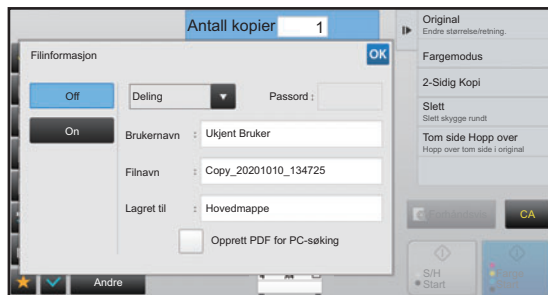 Antall kopier 1
Filinformasjon
OK
Off
On
Deling
Passord :
Brukernavn : Ukjent Bruker
Filnavn : Copy_20201010_134725
Lagret til : Hovedmappe
Opprett PDF for PC-søking
Andre
Original
Endre størrelse/retning.
Fargemodus
2-Sidig Kopi
Slett
Slett skygge rundt
Tom side Hopp over
Hopp over tom side i original
CA
S/H
Start